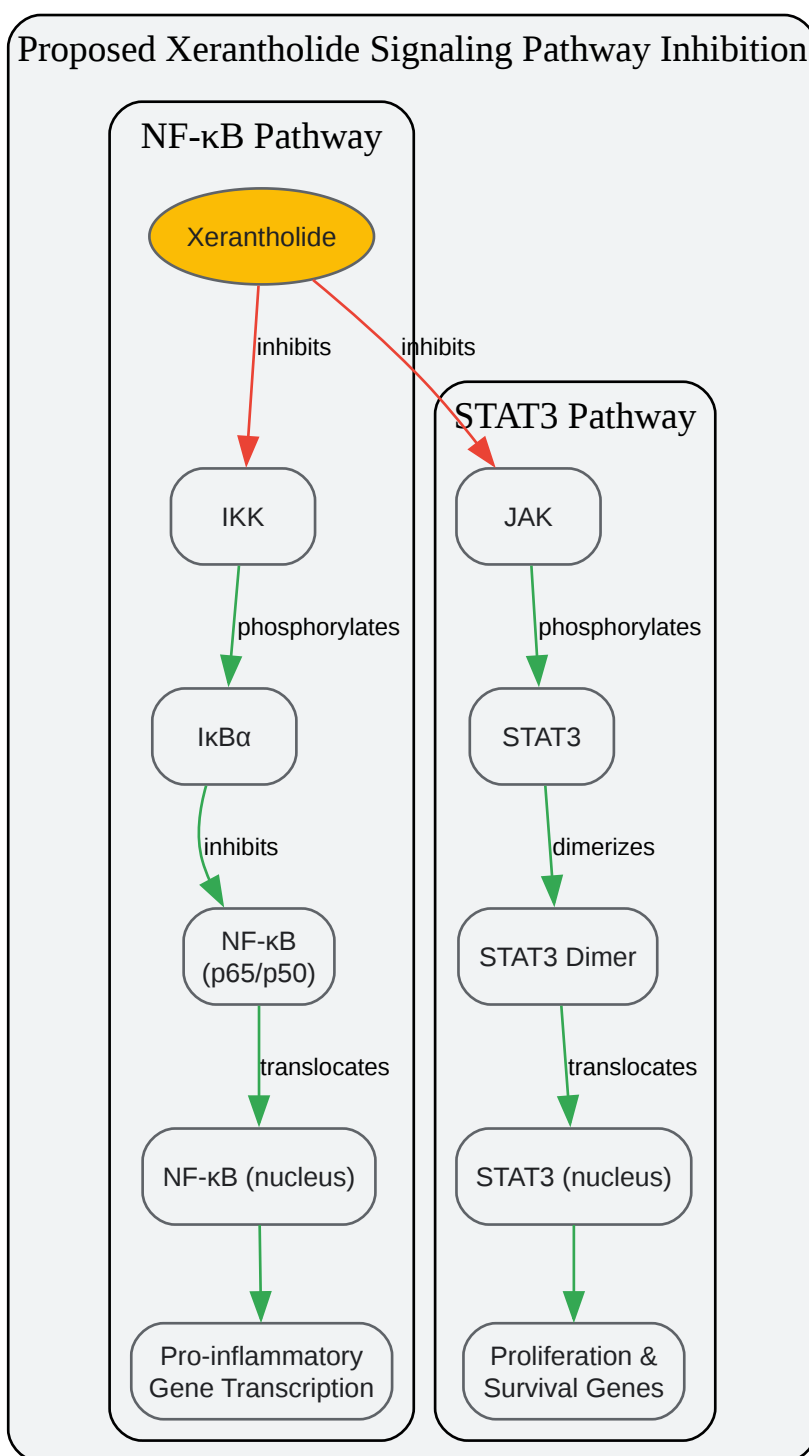 Proposed Xerantholide Signaling Pathway Inhibition
NF-κB Pathway
Xerantholide
inhibits
inhibits
STAT3 Pathway
IKK
JAK
phosphorylates
phosphorylates
IκBα
STAT3
inhibits
dimerizes
NF-κB
(p65/p50)
STAT3 Dimer
translocates
translocates
NF-κB (nucleus)
STAT3 (nucleus)
Pro-inflammatory
Gene Transcription
Proliferation &
Survival Genes